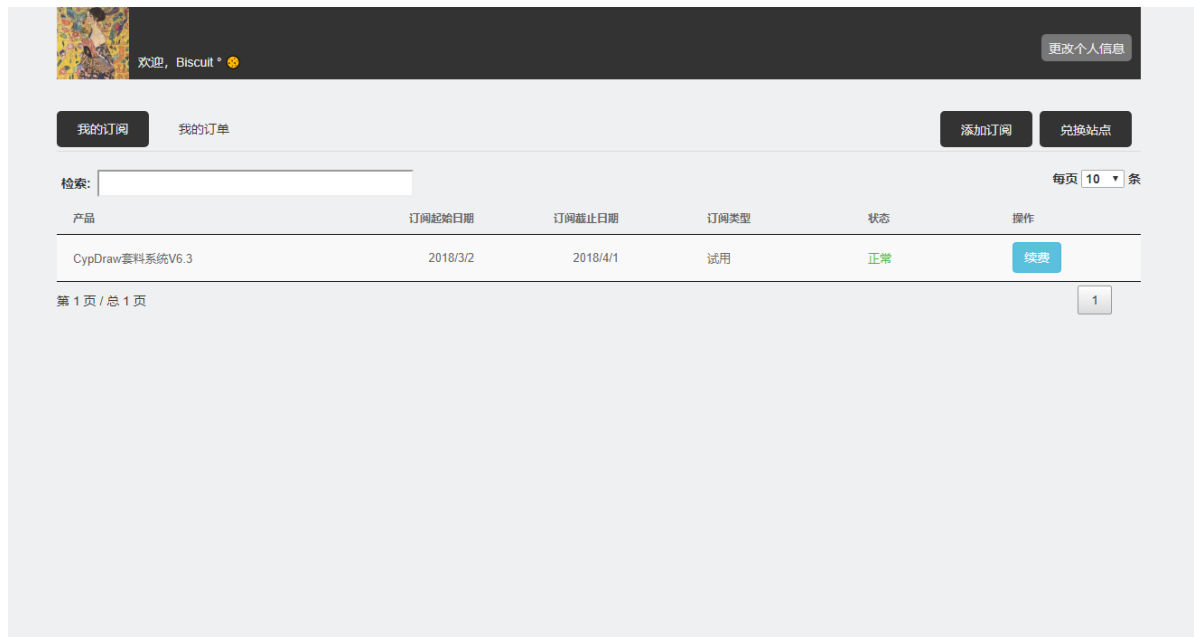 欢迎，Biscuit °
更改个人信息
我的订阅 我的订单 添加订阅 兑换站点
检索: 每页 10 条
产品 订阅起始日期 订阅截止日期 订阅类型 状态 操作
CypDraw套料系统V6.3 2018/3/2 2018/4/1 试用 正常 续费
第 1 页 / 总 1 页 1